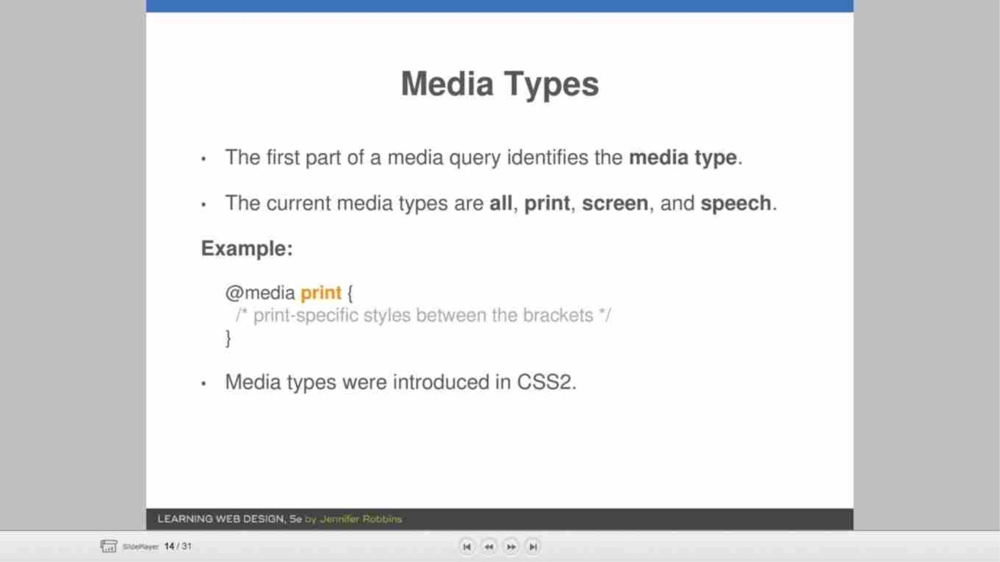 Media Types
• The first part of a media query identifies the media type.
• The current media types are all, print, screen, and speech.
Example:
@media print {
/* print-specific styles between the brackets */
}
• Media types were introduced in CSS2.
LEARNING WEB DESIGN, 5e by Jennifer Robbins
SlidePlayer 14 / 31